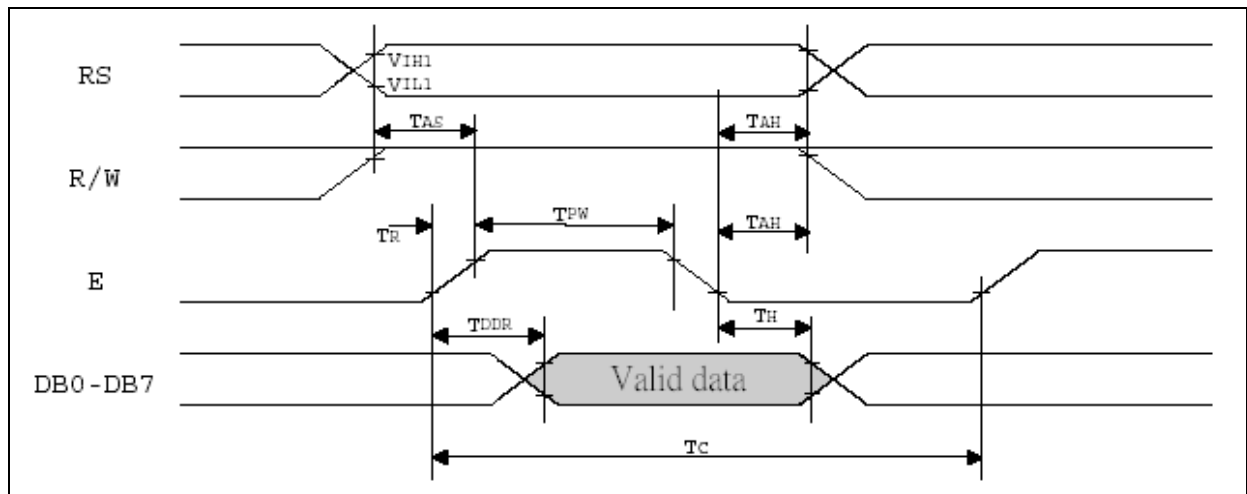 RS
VIH1
VIL1
TAS
TAH
R/W
TPW
TR
TAH
E
TDDR
TH
DB0-DB7
Valid data
TC